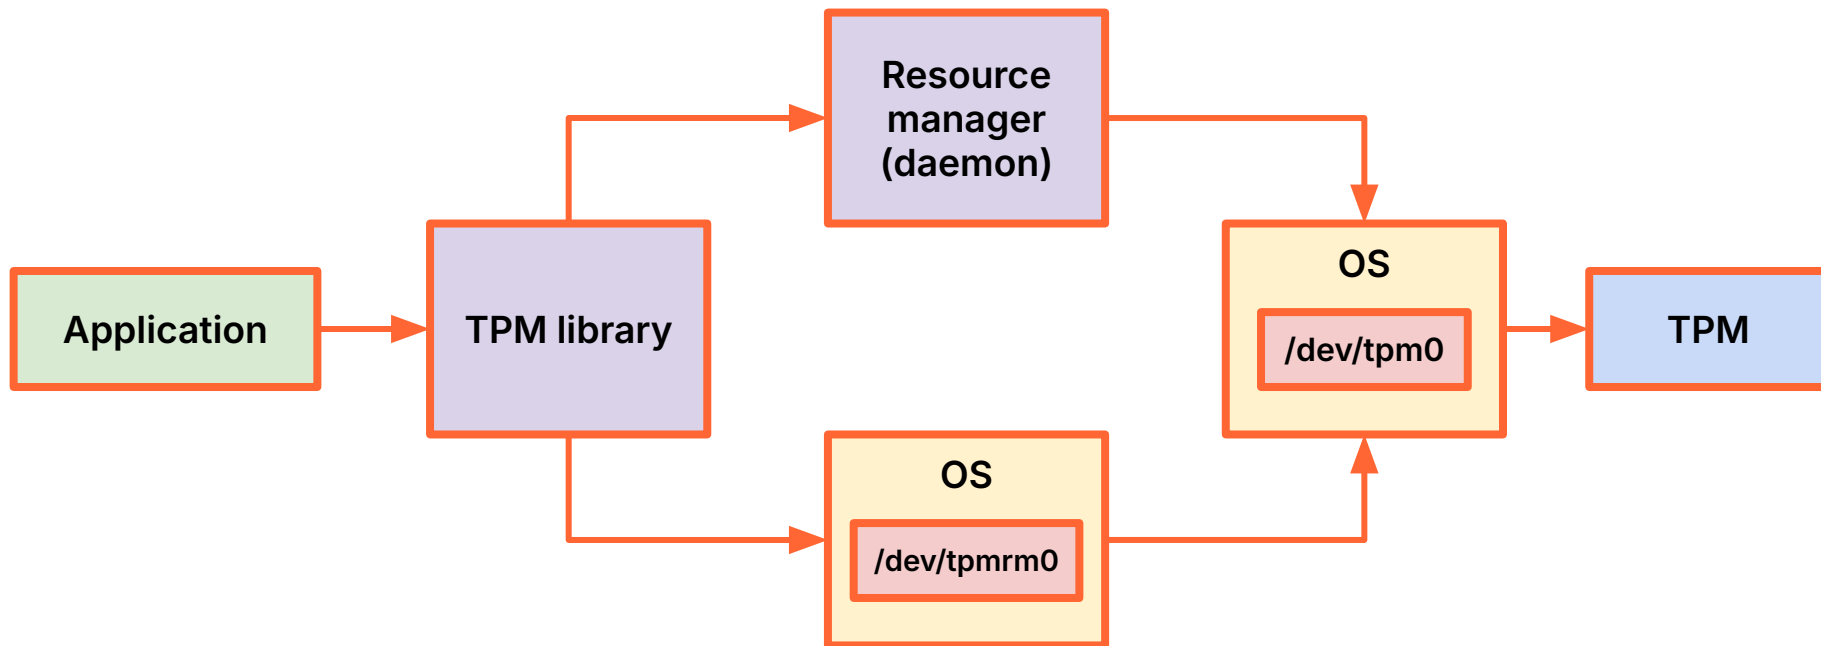 Resource
manager
(daemon)
Application
TPM library
OS
/dev/tpm0
TPM
OS
/dev/tpmrm0